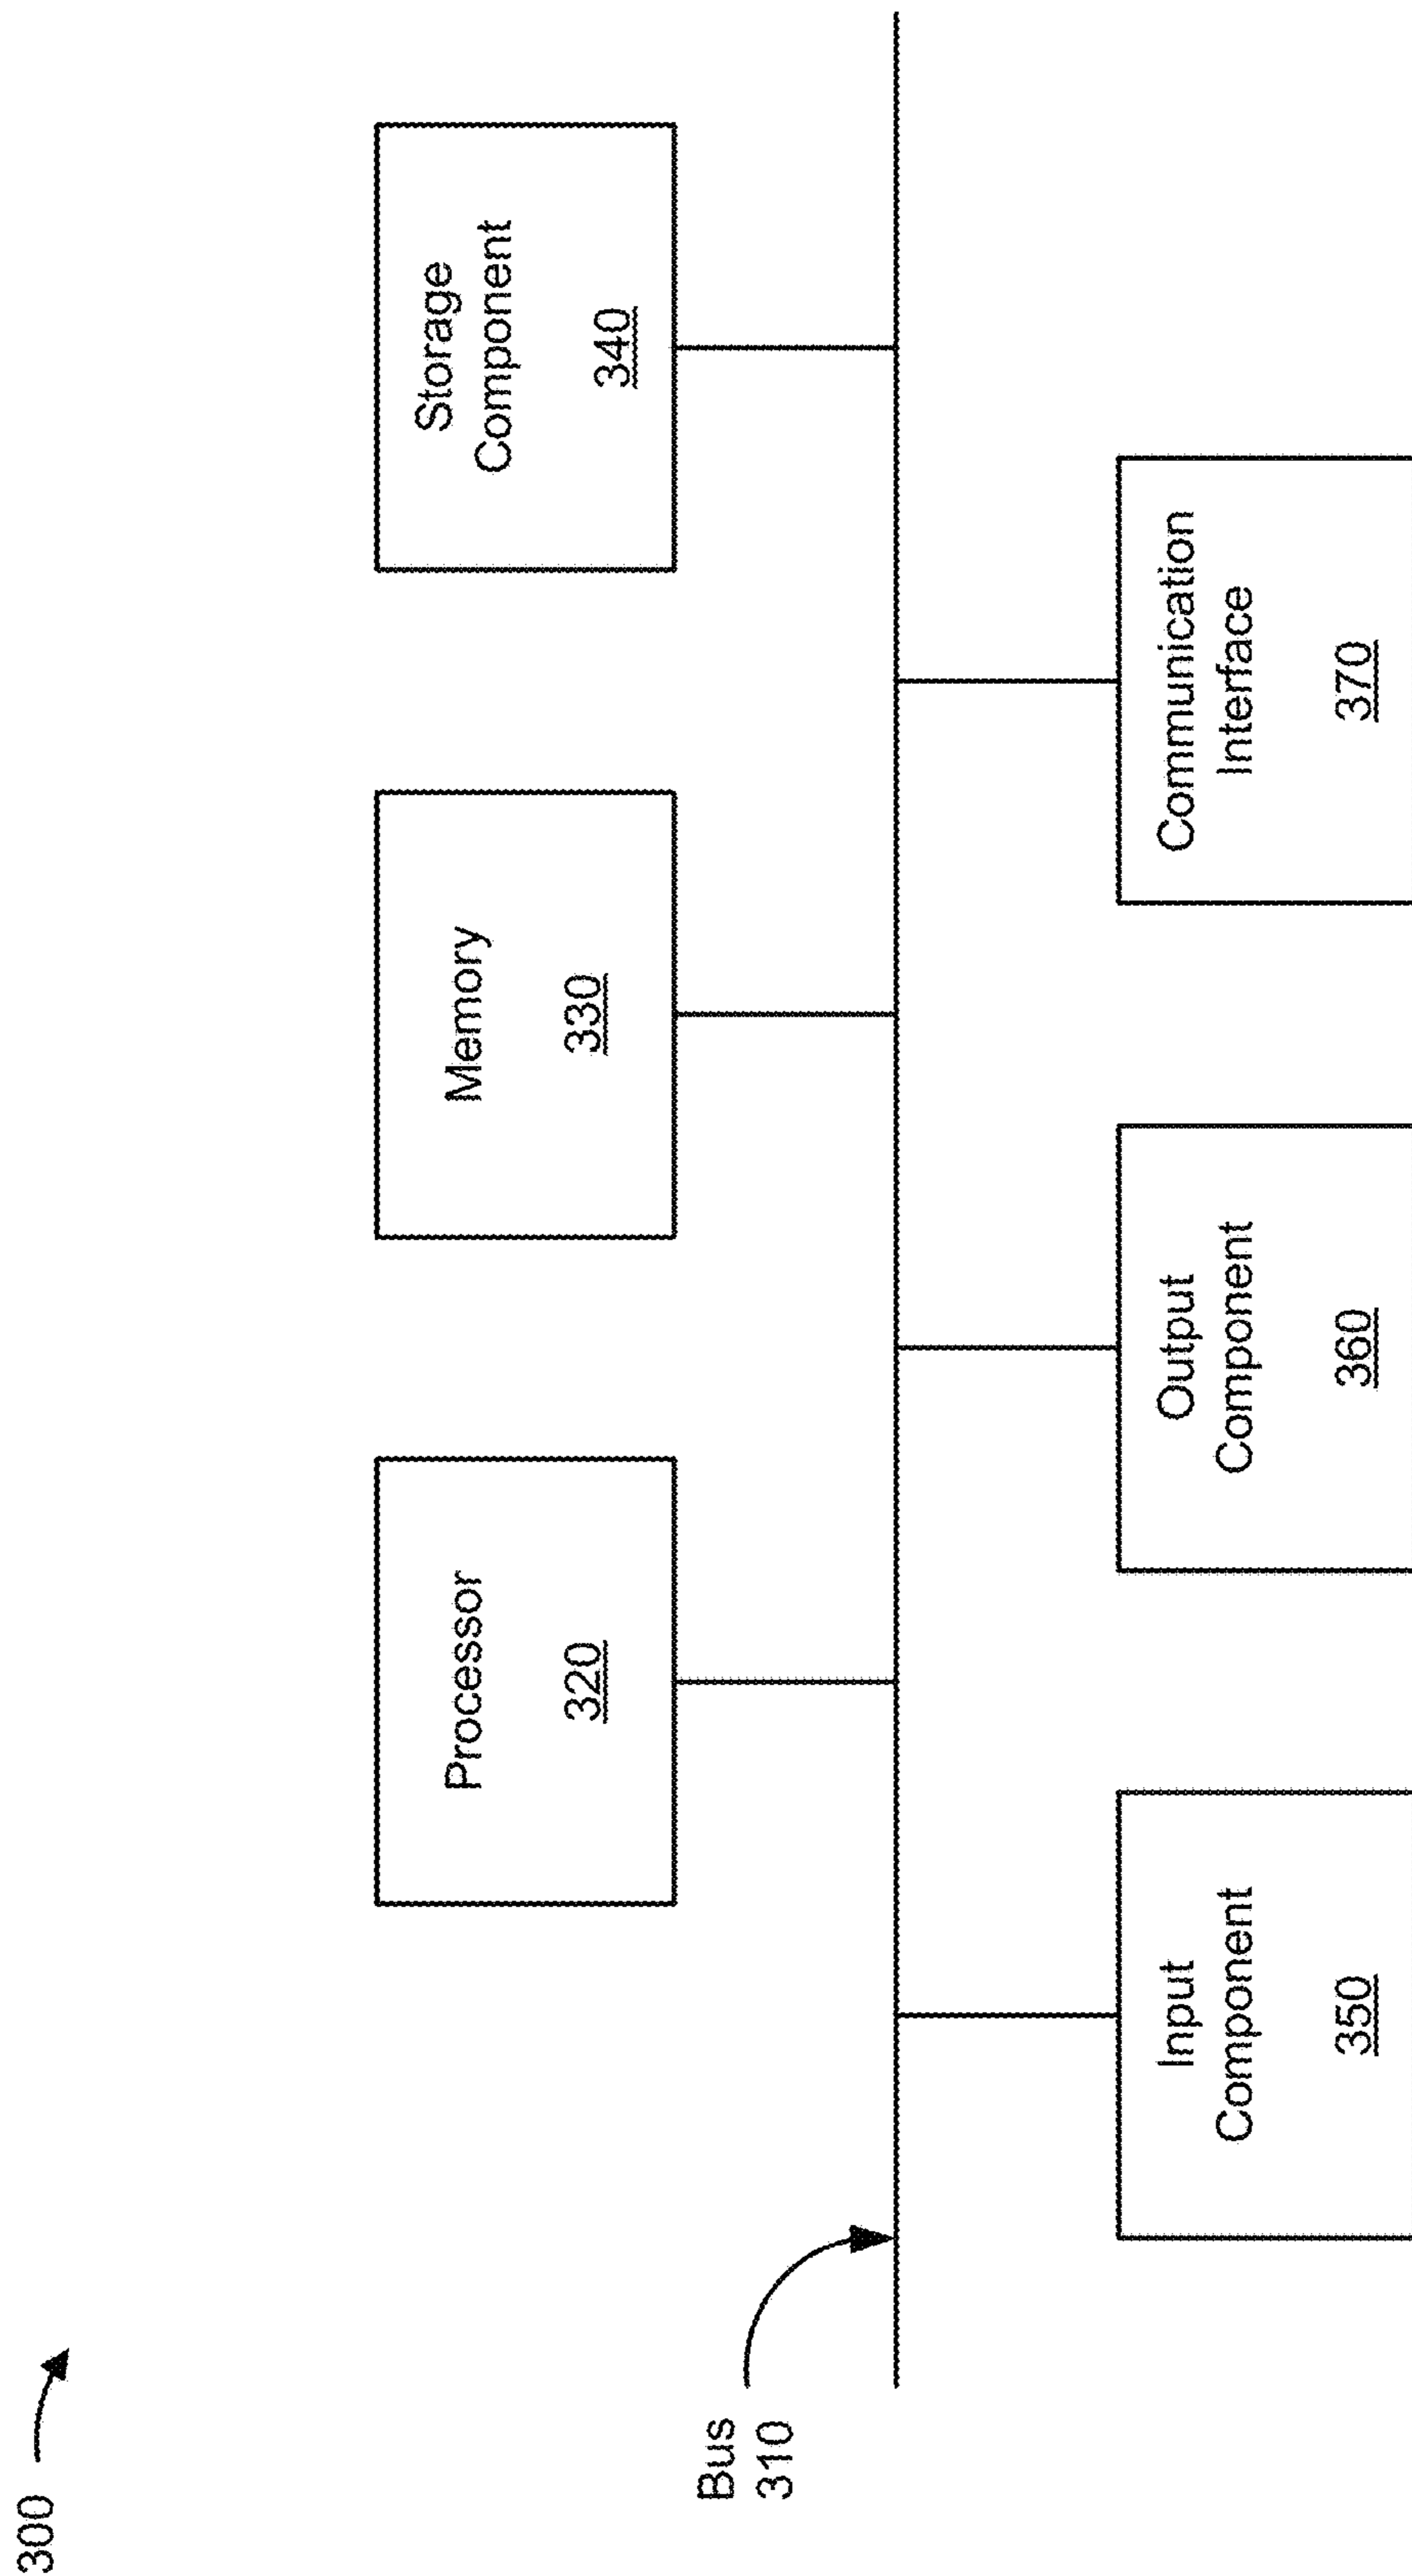 300
Processor
320
Memory
330
Storage
Component
340
Bus
310
Input
Component
350
Output
Component
360
Communication
Interface
370